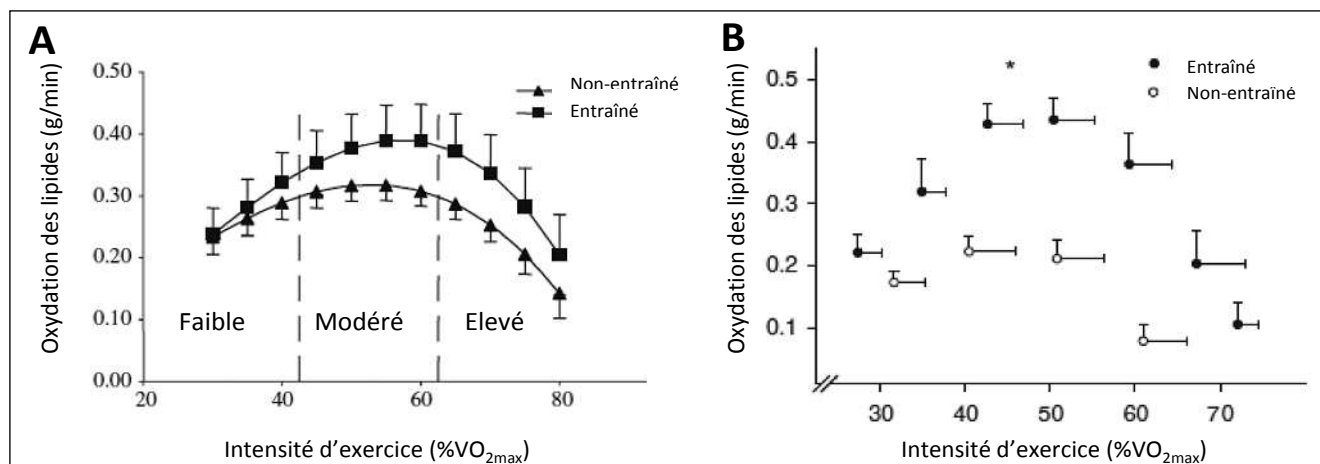 A
Non-entraîné
Entraîné
Oxydation des lipides (g/min)
0.50
0.40
0.30
0.20
0.10
0.00
Faible
Modéré
Elevé
20
40
60
80
Intensité d’exercice (%VO2max)
B
*
Entraîné
Non-entraîné
Oxydation des lipides (g/min)
0.5
0.4
0.3
0.2
0.1
30
40
50
60
70
Intensité d’exercice (%VO2max)